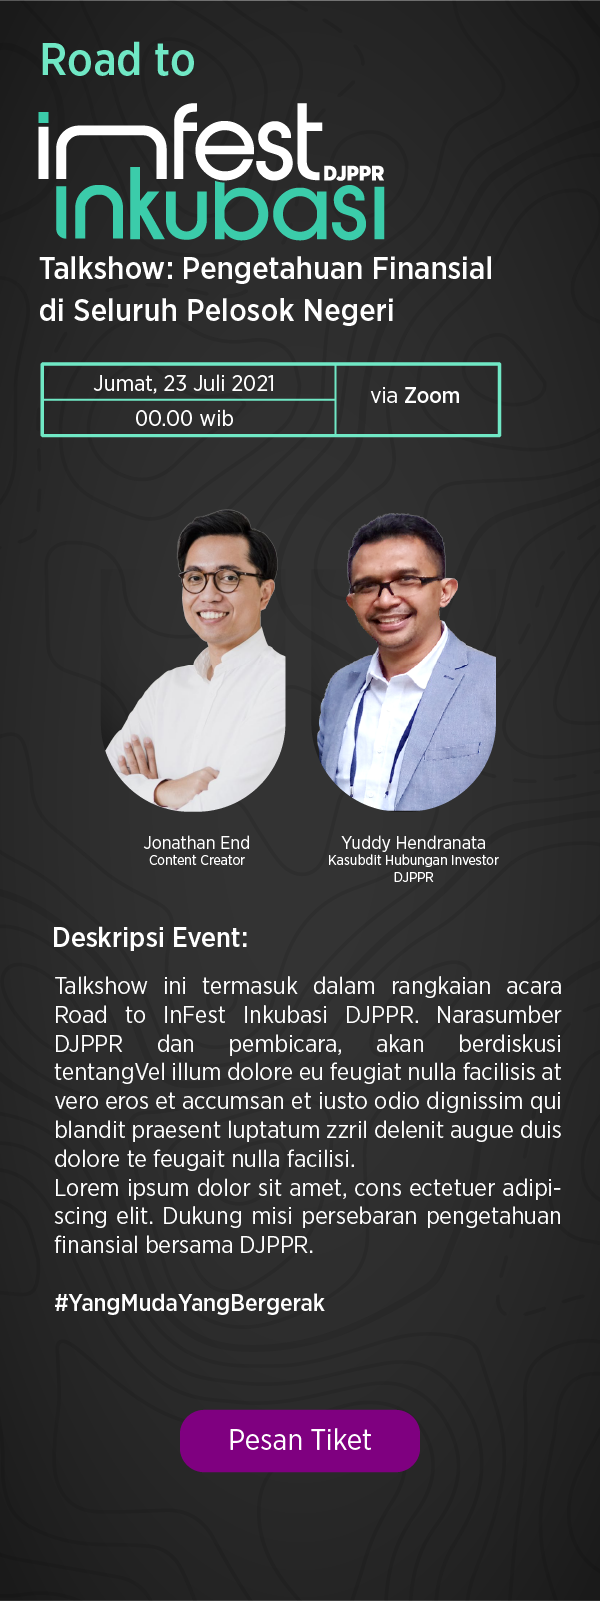 Road to
imfest
DJPPR
inkubasi
Talkshow: Pengetahuan Finansial
di Seluruh Pelosok Negeri
Jumat, 23 Juli 2021
00.00 wib
via Zoom
Jonathan End
Content Creator
Yuddy Hendranata
Kasubdit Hubungan Investor
DJPPR
Deskripsi Event:
Talkshow ini termasuk dalam rangkaian acara
Road to InFest Inkubasi DJPPR. Narasumber
DJPPR dan pembicara, akan berdiskusi
tentangVel illum dolore eu feugiat nulla facilisis at
vero eros et accumsan et iusto odio dignissim qui
blandit praesent luptatum zzril delenit augue duis
dolore te feugait nulla facilisi.
Lorem ipsum dolor sit amet, cons ectetuer adipi-
scing elit. Dukung misi persebaran pengetahuan
finansial bersama DJPPR.
#YangMudaYangBergerak
Pesan Tiket